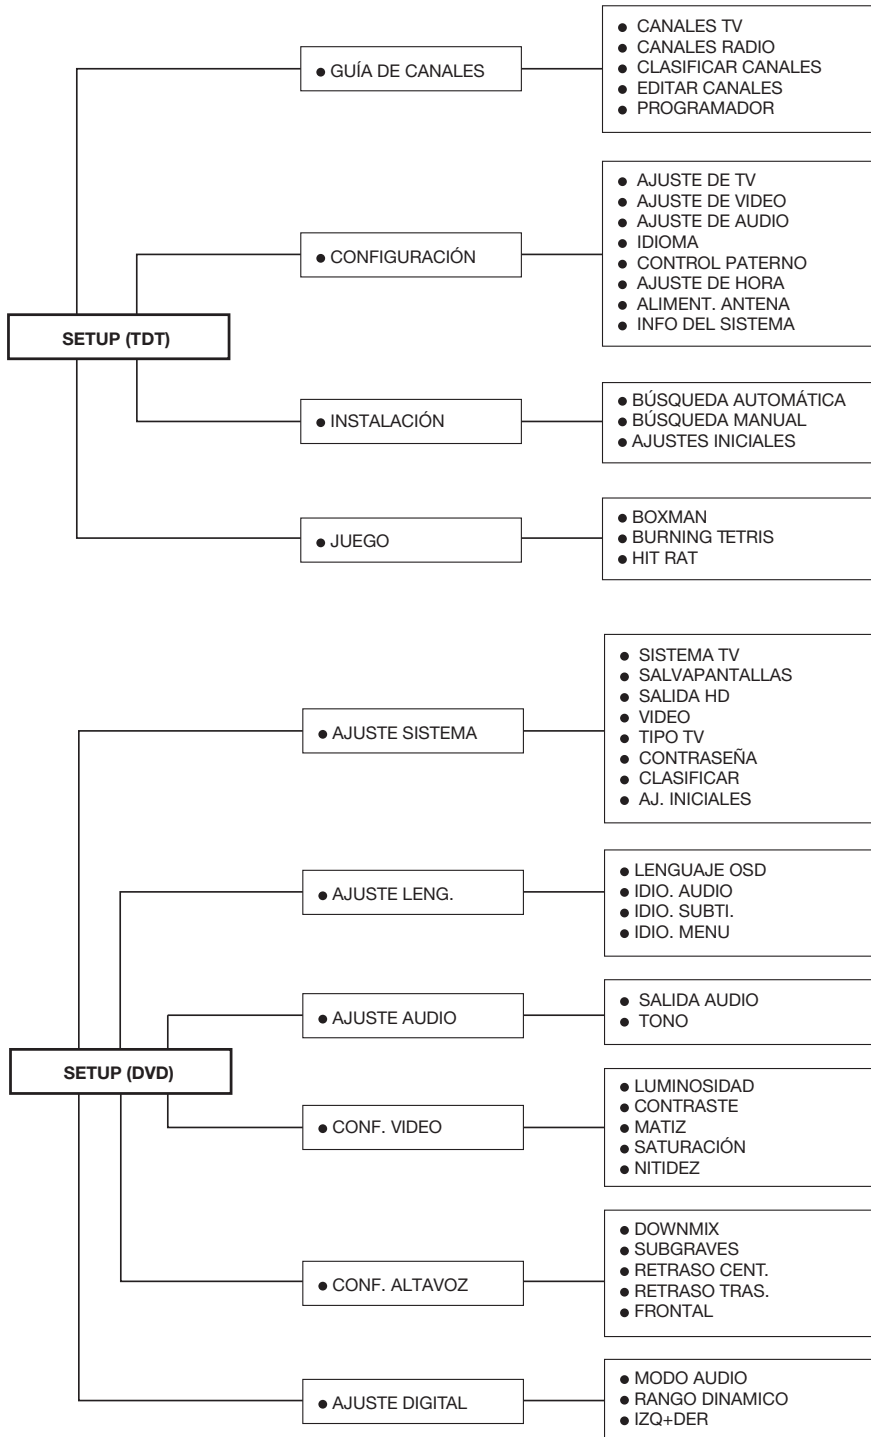 SETUP (TDT)
● GUÍA DE CANALES
● CANALES TV
● CANALES RADIO
● CLASIFICAR CANALES
● EDITAR CANALES
● PROGRAMADOR
● CONFIGURACIÓN
● AJUSTE DE TV
● AJUSTE DE VIDEO
● AJUSTE DE AUDIO
● IDIOMA
● CONTROL PATERNO
● AJUSTE DE HORA
● ALIMENT. ANTENA
● INFO DEL SISTEMA
● INSTALACIÓN
● BÚSQUEDA AUTOMÁTICA
● BÚSQUEDA MANUAL
● AJUSTES INICIALES
● JUEGO
● BOXMAN
● BURNING TETRIS
● HIT RAT
SETUP (DVD)
● AJUSTE SISTEMA
● SISTEMA TV
● SALVAPANTALLAS
● SALIDA HD
● VIDEO
● TIPO TV
● CONTRASEÑA
● CLASIFICAR
● AJ. INICIALES
● AJUSTE LENG.
● LENGUAJE OSD
● IDIO. AUDIO
● IDIO. SUBTI.
● IDIO. MENU
● AJUSTE AUDIO
● SALIDA AUDIO
● TONO
● CONF. VIDEO
● LUMINOSIDAD
● CONTRASTE
● MATIZ
● SATURACIÓN
● NITIDEZ
● CONF. ALTAVOZ
● DOWNMIX
● SUBGRAVES
● RETRASO CENT.
● RETRASO TRAS.
● FRONTAL
● AJUSTE DIGITAL
● MODO AUDIO
● RANGO DINAMICO
● IZQ+DER